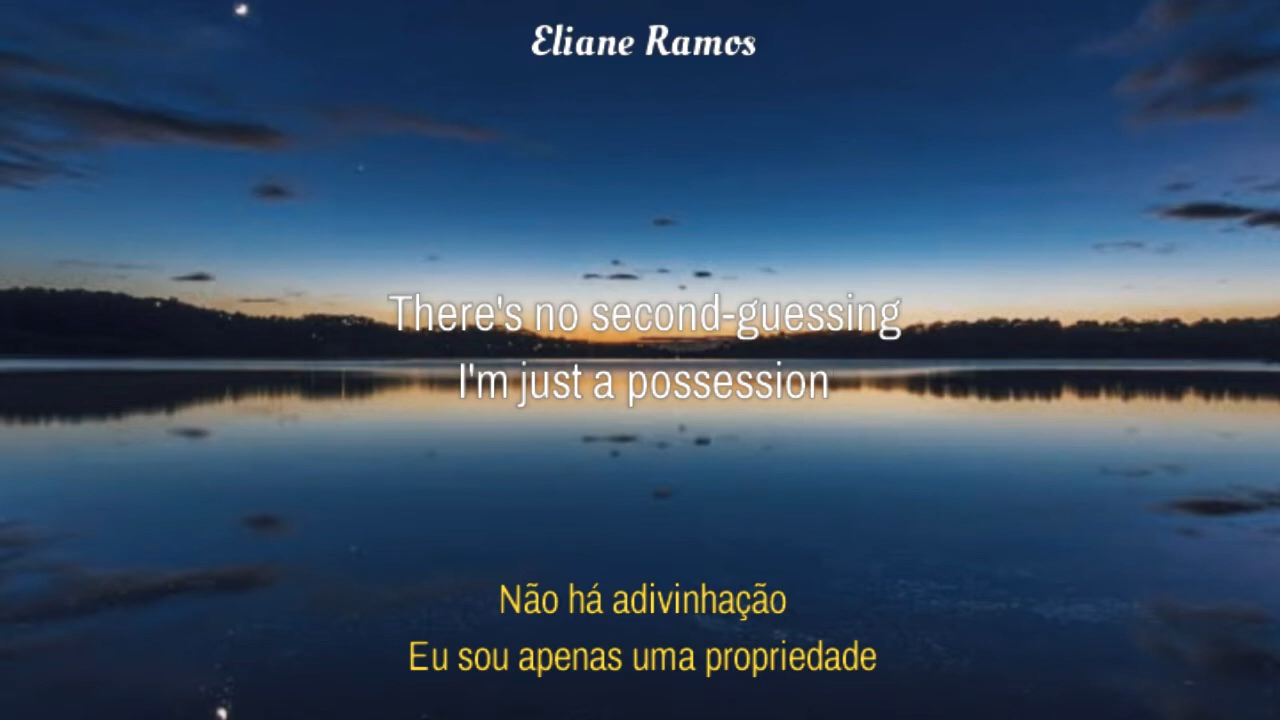 Eliane Ramos
There's no second-guessing
I'm just a possession
Não há adivinhação
Eu sou apenas uma propriedade